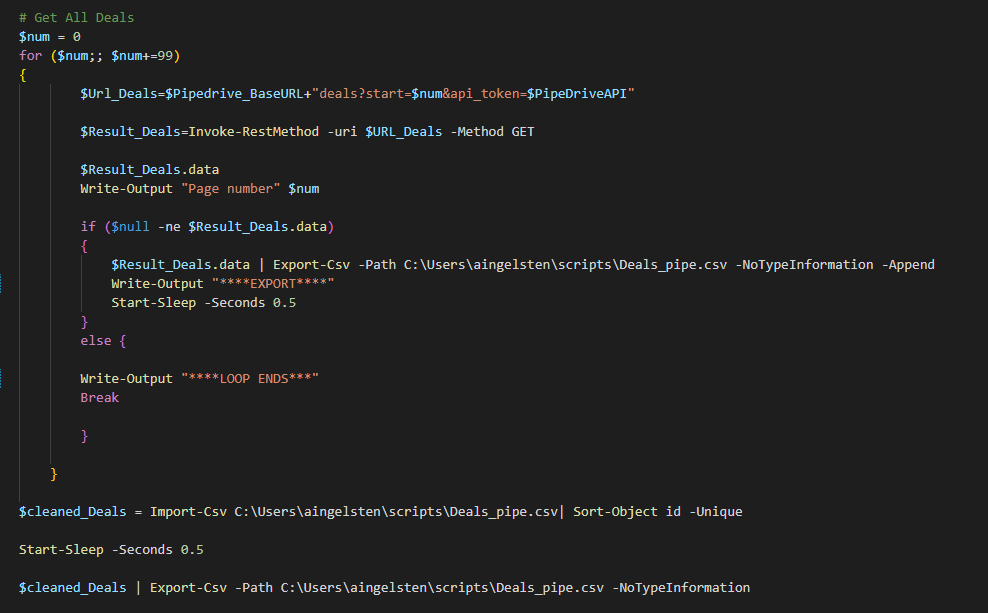 # Get All Deals
$num = 0
for ($num;; $num+=99)
{
$Url_Deals=$Pipedrive_BaseURL+"deals?start=$num&api_token=$PipeDriveAPI"
$Result_Deals=Invoke-RestMethod -uri $URL_Deals -Method GET
$Result_Deals.data
Write-Output "Page number" $num
if ($null -ne $Result_Deals.data)
{
$Result_Deals.data | Export-Csv -Path C:\Users\aingelsten\scripts\Deals_pipe.csv -NoTypeInformation -Append
Write-Output "****EXPORT****"
Start-Sleep -Seconds 0.5
}
else {
Write-Output "****LOOP ENDS***"
Break
}
}
$cleaned_Deals = Import-Csv C:\Users\aingelsten\scripts\Deals_pipe.csv| Sort-Object id -Unique
Start-Sleep -Seconds 0.5
$cleaned_Deals | Export-Csv -Path C:\Users\aingelsten\scripts\Deals_pipe.csv -NoTypeInformation